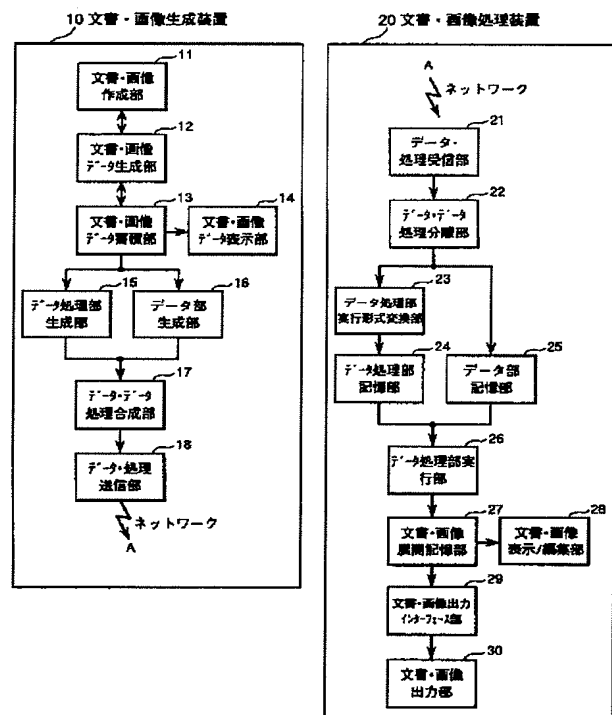 10 文書・画像生成装置
11
文書・画像
作成部
12
文書・画像
データ生成部
13
文書・画像
データ蓄積部
14
文書・画像
データ表示部
15
データ処理部
生成部
16
データ部
生成部
17
データ・データ
処理合成部
18
データ・処理
送信部
ネットワーク
A
20 文書・画像処理装置
A
ネットワーク
21
データ・
処理受信部
22
データ・データ
処理分離部
23
データ処理部
実行形式変換部
24
データ処理部
記憶部
25
データ部
記憶部
26
データ処理部実
行部
27
文書・画像
展開記憶部
28
文書・画像
表示/編集部
29
文書・画像出力
インターフェース部
30
文書・画像
出力部